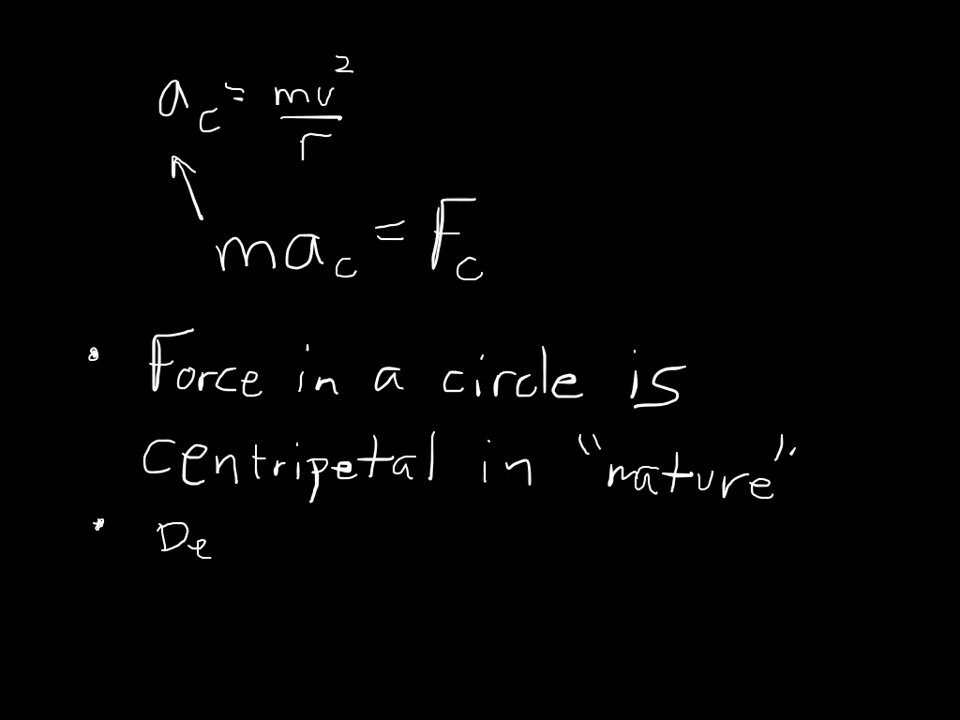 a_c = mv²/r
ma_c = F_c
• Force in a circle is
centripetal in "nature"
• De